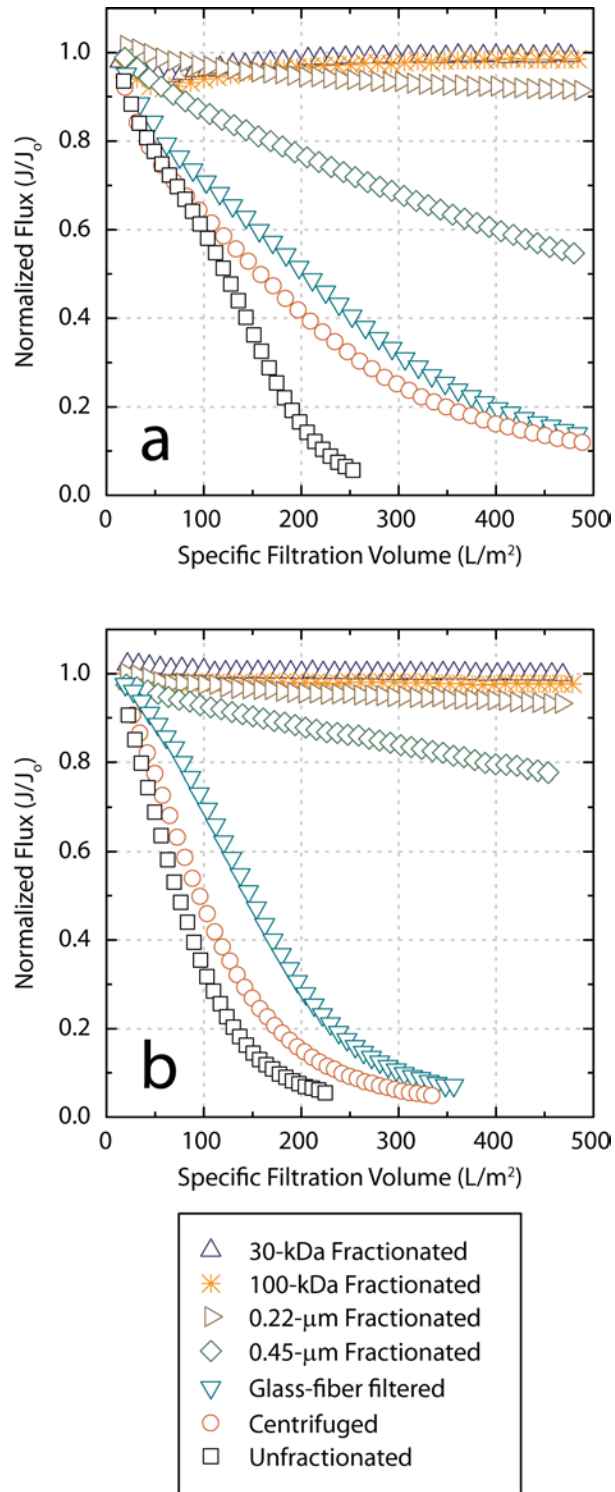 1.0
0.8
0.6
0.4
0.2
0.0
Normalized Flux (J/Jo)
a
100
200
300
400
500
Specific Filtration Volume (L/m²)
1.0
0.8
0.6
0.4
0.2
0.0
Normalized Flux (J/Jo)
b
100
200
300
400
500
Specific Filtration Volume (L/m²)
30-kDa Fractionated
100-kDa Fractionated
0.22-μm Fractionated
0.45-μm Fractionated
Glass-fiber filtered
Centrifuged
Unfractionated